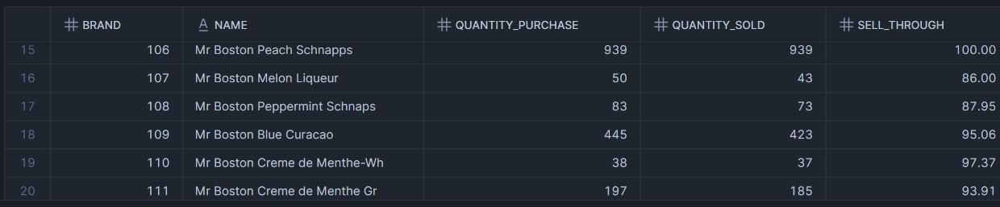 # BRAND A NAME # QUANTITY_PURCHASE # QUANTITY_SOLD # SELL_THROUGH
15 106 Mr Boston Peach Schnapps 939 939 100.00
16 107 Mr Boston Melon Liqueur 50 43 86.00
17 108 Mr Boston Peppermint Schnaps 83 73 87.95
18 109 Mr Boston Blue Curacao 445 423 95.06
19 110 Mr Boston Creme de Menthe-Wh 38 37 97.37
20 111 Mr Boston Creme de Menthe Gr 197 185 93.91